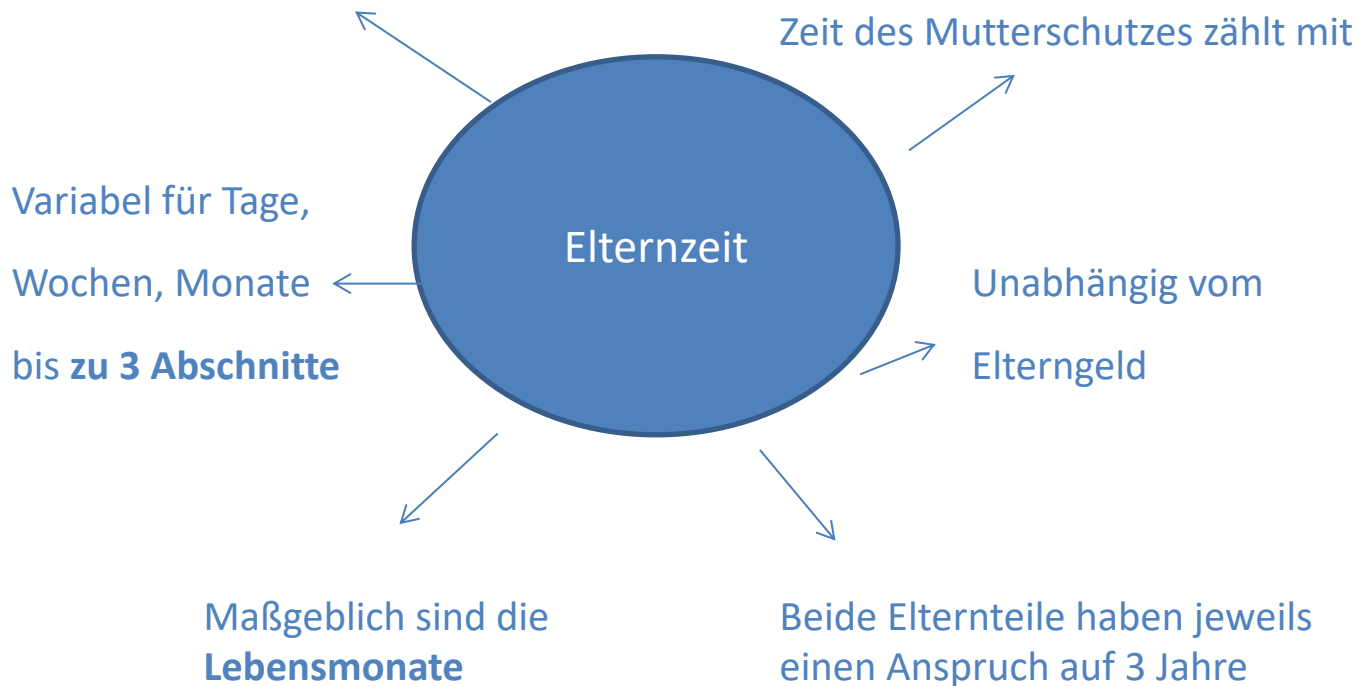 Zeit des Mutterschutzes zählt mit
Variabel für Tage,
Wochen, Monate
bis zu 3 Abschnitte
Elternzeit
Unabhängig vom
Elterngeld
Maßgeblich sind die
Lebensmonate
Beide Elternteile haben jeweils
einen Anspruch auf 3 Jahre